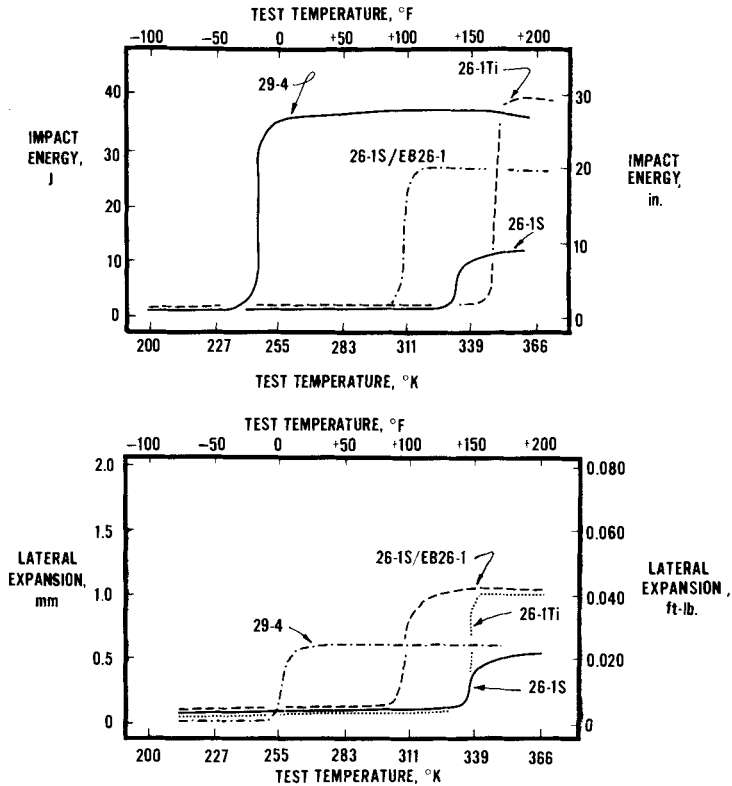 TEST TEMPERATURE, °F
-100 -50 0 +50 +100 +150 +200
26-1Ti
29-4
40
30
IMPACT
ENERGY,
J
30
20
10
0
26-1S/EB26-1
26-1S
20
10
0
IMPACT
ENERGY,
in.
200 227 255 283 311 339 366
TEST TEMPERATURE, °K
TEST TEMPERATURE, °F
-100 -50 0 +50 +100 +150 +200
2.0
1.5
1.0
0.5
0
LATERAL
EXPANSION,
mm
26-1S/EB26-1
26-1Ti
29-4
26-1S
0.080
0.060
0.040
0.020
0
LATERAL
EXPANSION,
ft-lb.
200 227 255 283 311 339 366
TEST TEMPERATURE, °K